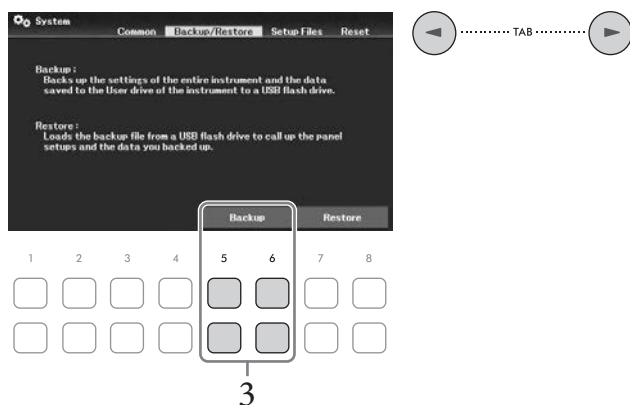 System
Common Backup/Restore Setup Files Reset
TAB
Backup :
Backs up the settings of the entire instrument and the data
saved to the User drive of the instrument to a USB flash drive.
Restore :
Loads the backup file from a USB flash drive to call up the panel
setups and the data you backed up.
Backup Restore
1 2 3 4 5 6 7 8
3